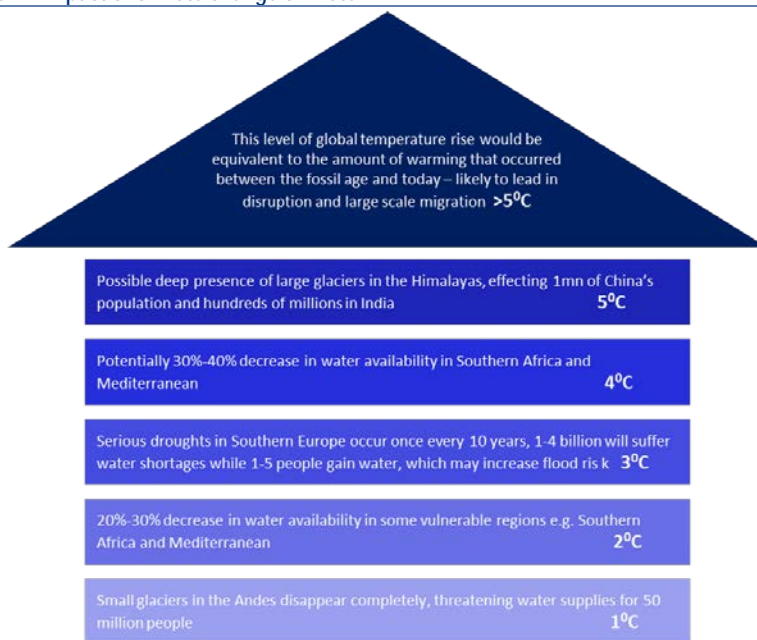 This level of global temperature rise would be
equivalent to the amount of warming that occurred
between the fossil age and today – likely to lead in
disruption and large scale migration >5⁰C
Possible deep presence of large glaciers in the Himalayas, effecting 1mn of China's
population and hundreds of millions in India 5⁰C
Potentially 30%-40% decrease in water availability in Southern Africa and
Mediterranean 4⁰C
Serious droughts in Southern Europe occur once every 10 years, 1-4 billion will suffer
water shortages while 1-5 people gain water, which may increase flood ris k 3⁰C
20%-30% decrease in water availability in some vulnerable regions e.g. Southern
Africa and Mediterranean 2⁰C
Small glaciers in the Andes disappear completely, threatening water supplies for 50
million people 1⁰C